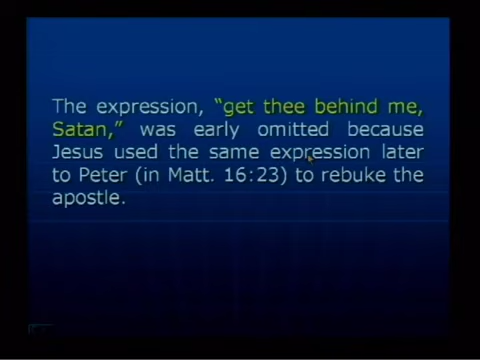 The expression, “get thee behind me,
Satan,” was early omitted because
Jesus used the same expression later
to Peter (in Matt. 16:23) to rebuke the
apostle.